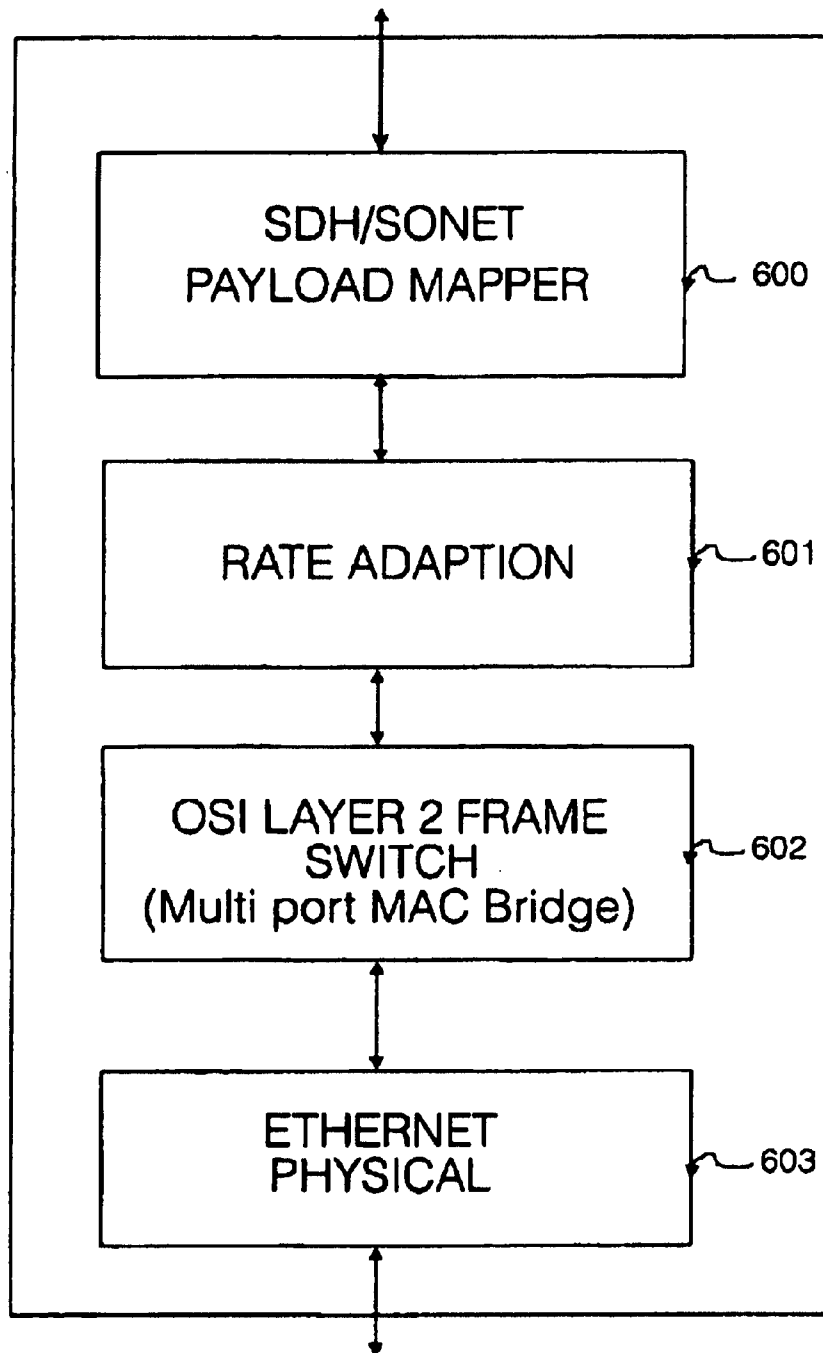 SDH/SONET
PAYLOAD MAPPER
600
RATE ADAPTION
601
OSI LAYER 2 FRAME
SWITCH
(Multi port MAC Bridge)
602
ETHERNET
PHYSICAL
603